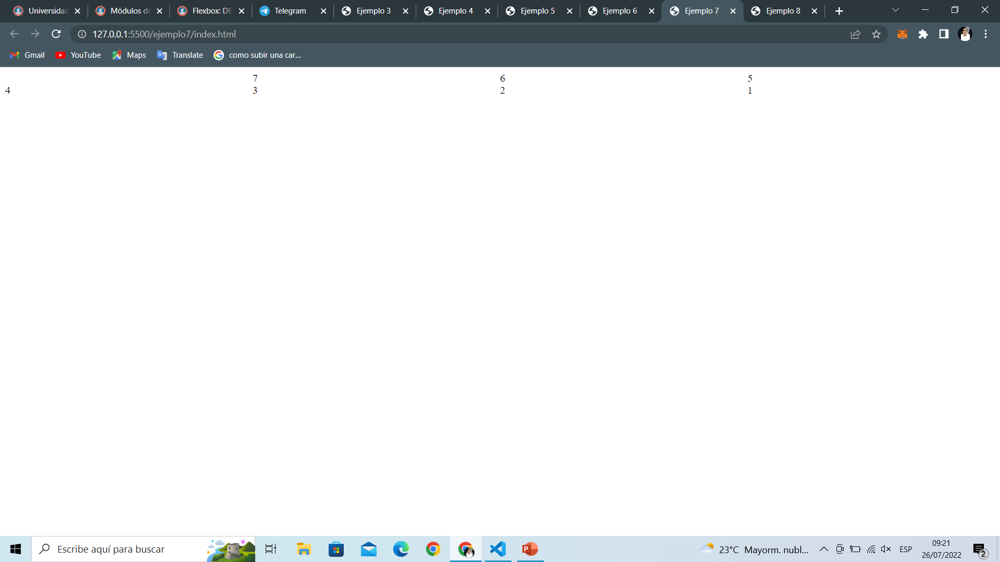 Universidad
Módulos de
Flexbox: DE
Telegram
Ejemplo 3
Ejemplo 4
Ejemplo 5
Ejemplo 6
Ejemplo 7
Ejemplo 8
127.0.0.1:5500/ejemplo7/index.html
Gmail
YouTube
Maps
Translate
como subir una car...
7 6 5
4 3 2 1
Escribe aquí para buscar
23°C Mayorm. nubl...
ESP
09:21
26/07/2022
2